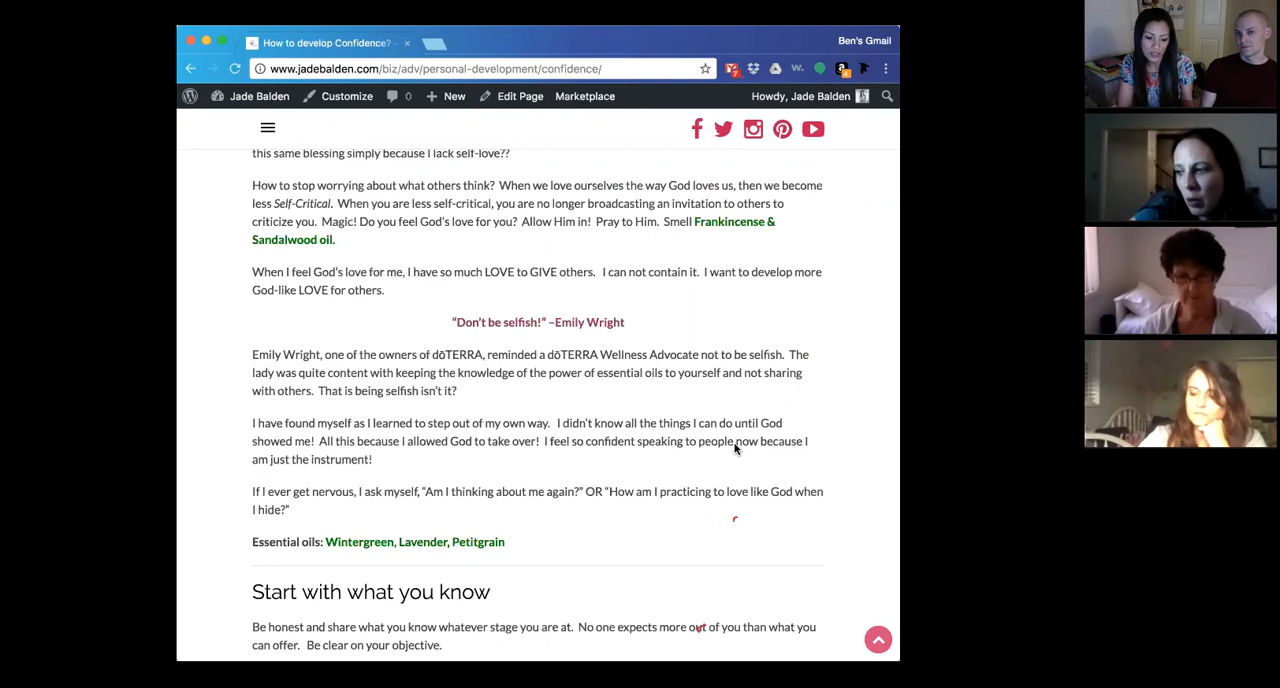 How to develop Confidence? -
Ben's Gmail
www.jadebalden.com/biz/adv/personal-development/confidence/
Jade Balden Customize 0 New Edit Page Marketplace Howdy, Jade Balden
this same blessing simply because I lack self-love??
How to stop worrying about what others think? When we love ourselves the way God loves us, then we become
less Self-Critical. When you are less self-critical, you are no longer broadcasting an invitation to others to
criticize you. Magic! Do you feel God's love for you? Allow Him in! Pray to Him. Smell Frankincense &
Sandalwood oil.
When I feel God's love for me, I have so much LOVE to GIVE others. I can not contain it. I want to develop more
God-like LOVE for others.
“Don't be selfish!” –Emily Wright
Emily Wright, one of the owners of dōTERRA, reminded a dōTERRA Wellness Advocate not to be selfish. The
lady was quite content with keeping the knowledge of the power of essential oils to yourself and not sharing
with others. That is being selfish isn't it?
I have found myself as I learned to step out of my own way. I didn't know all the things I can do until God
showed me! All this because I allowed God to take over! I feel so confident speaking to people now because I
am just the instrument!
If I ever get nervous, I ask myself, “Am I thinking about me again?” OR “How am I practicing to love like God when
I hide?”
Essential oils: Wintergreen, Lavender, Petitgrain
Start with what you know
Be honest and share what you know whatever stage you are at. No one expects more out of you than what you
can offer. Be clear on your objective.